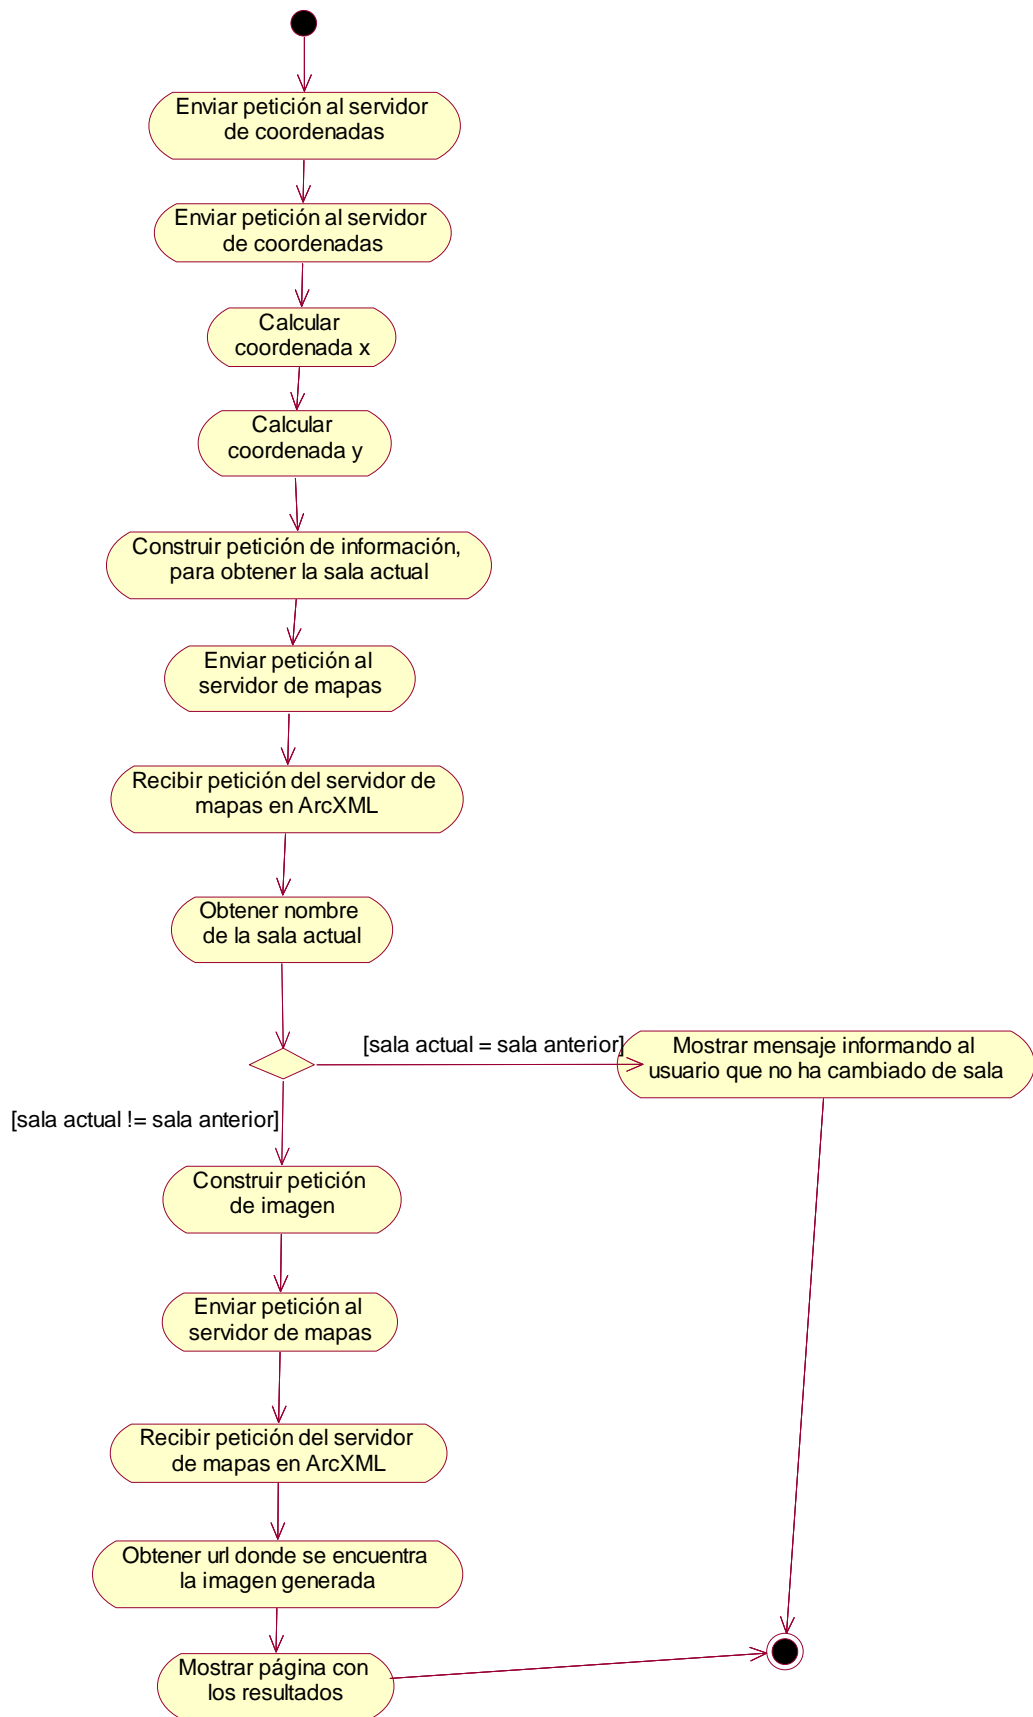 Enviar petición al servidor
de coordenadas
Enviar petición al servidor
de coordenadas
Calcular
coordenada x
Calcular
coordenada y
Construir petición de información,
para obtener la sala actual
Enviar petición al
servidor de mapas
Recibir petición del servidor de
mapas en ArcXML
Obtener nombre
de la sala actual
[sala actual = sala anterior]
Mostrar mensaje informando al
usuario que no ha cambiado de sala
[sala actual != sala anterior]
Construir petición
de imagen
Enviar petición al
servidor de mapas
Recibir petición del servidor
de mapas en ArcXML
Obtener url donde se encuentra
la imagen generada
Mostrar página con
los resultados